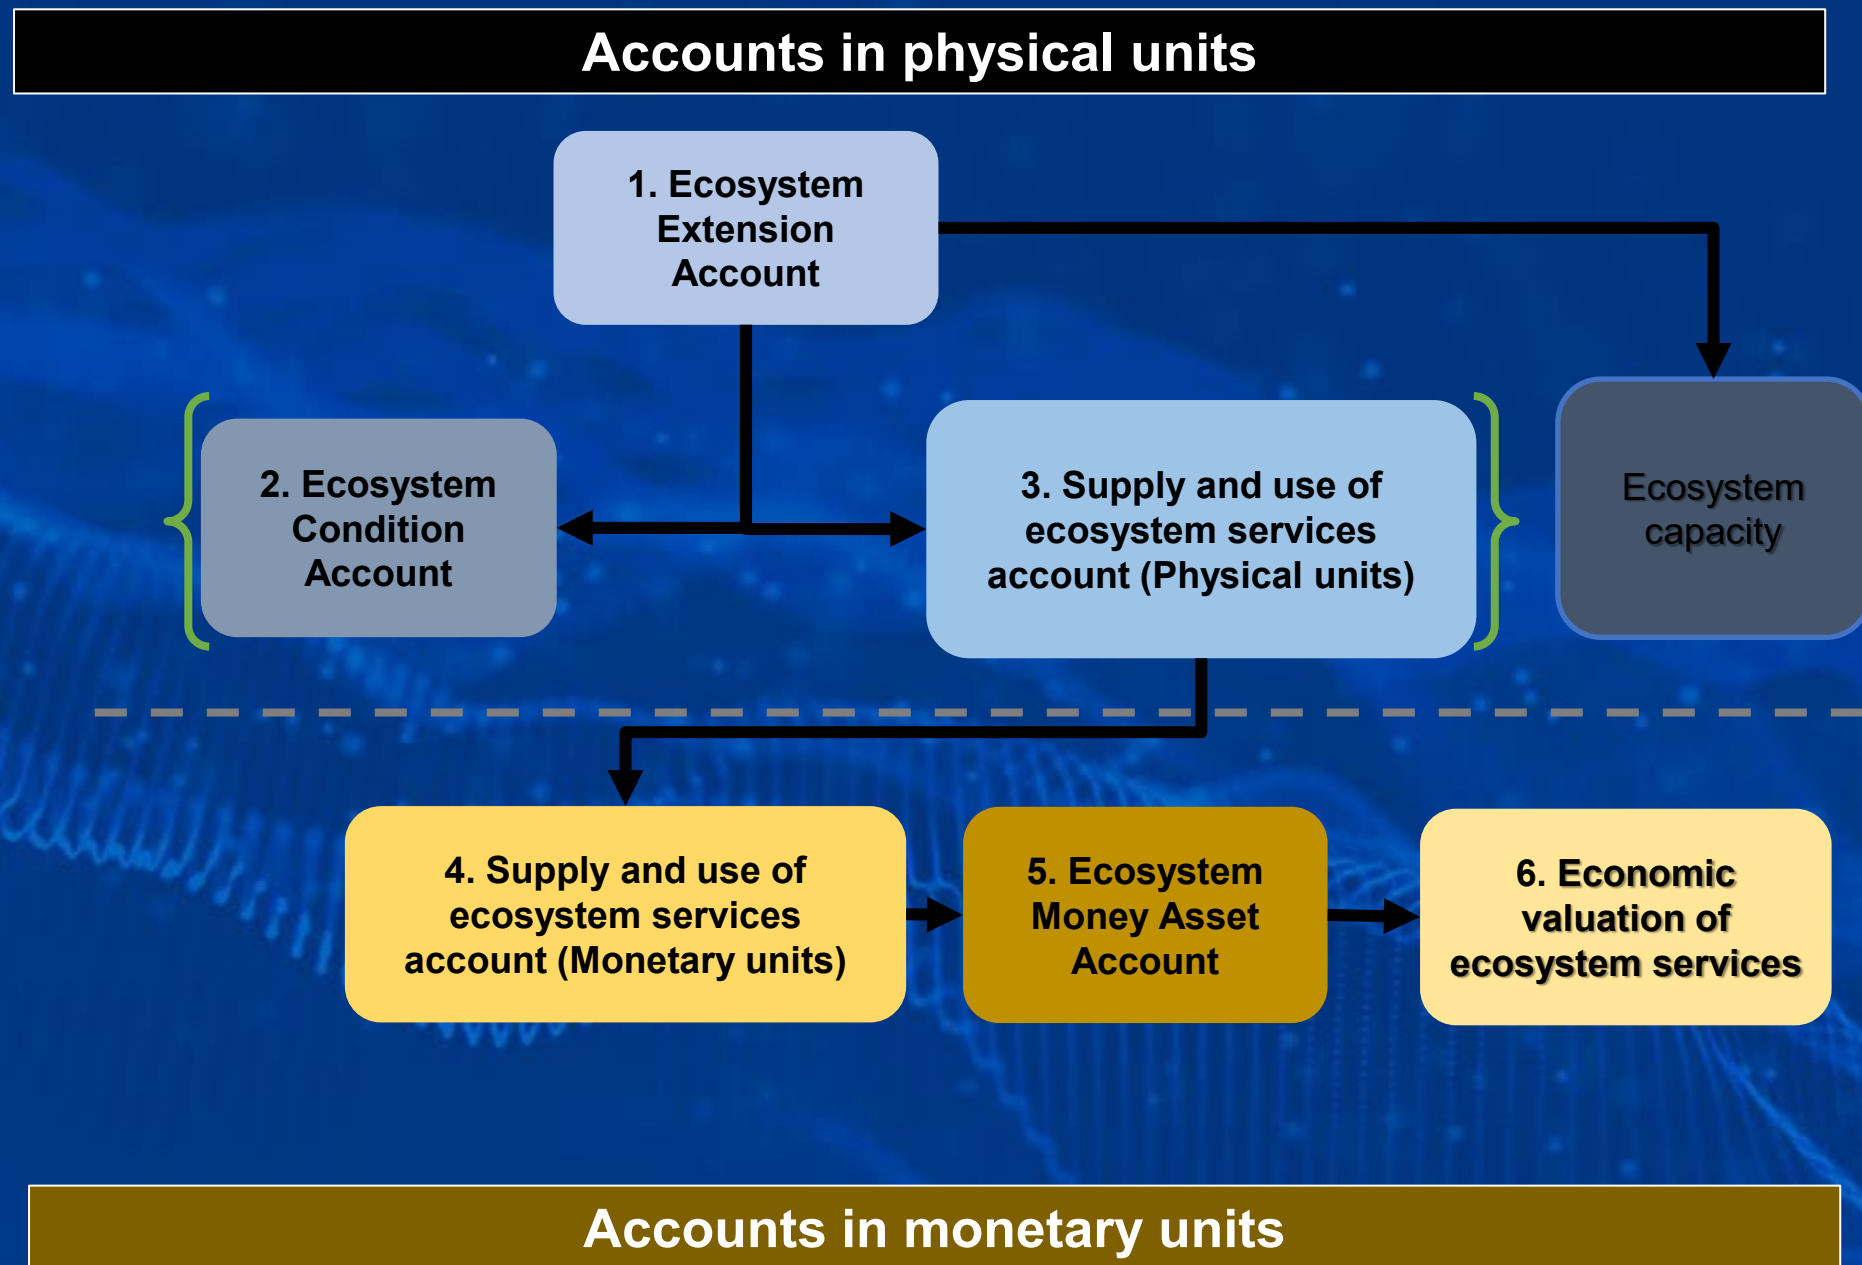 Accounts in physical units
1. Ecosystem
Extension
Account
2. Ecosystem
Condition
Account
3. Supply and use of
ecosystem services
account (Physical units)
Ecosystem
capacity
4. Supply and use of
ecosystem services
account (Monetary units)
5. Ecosystem
Money Asset
Account
6. Economic
valuation of
ecosystem services
Accounts in monetary units